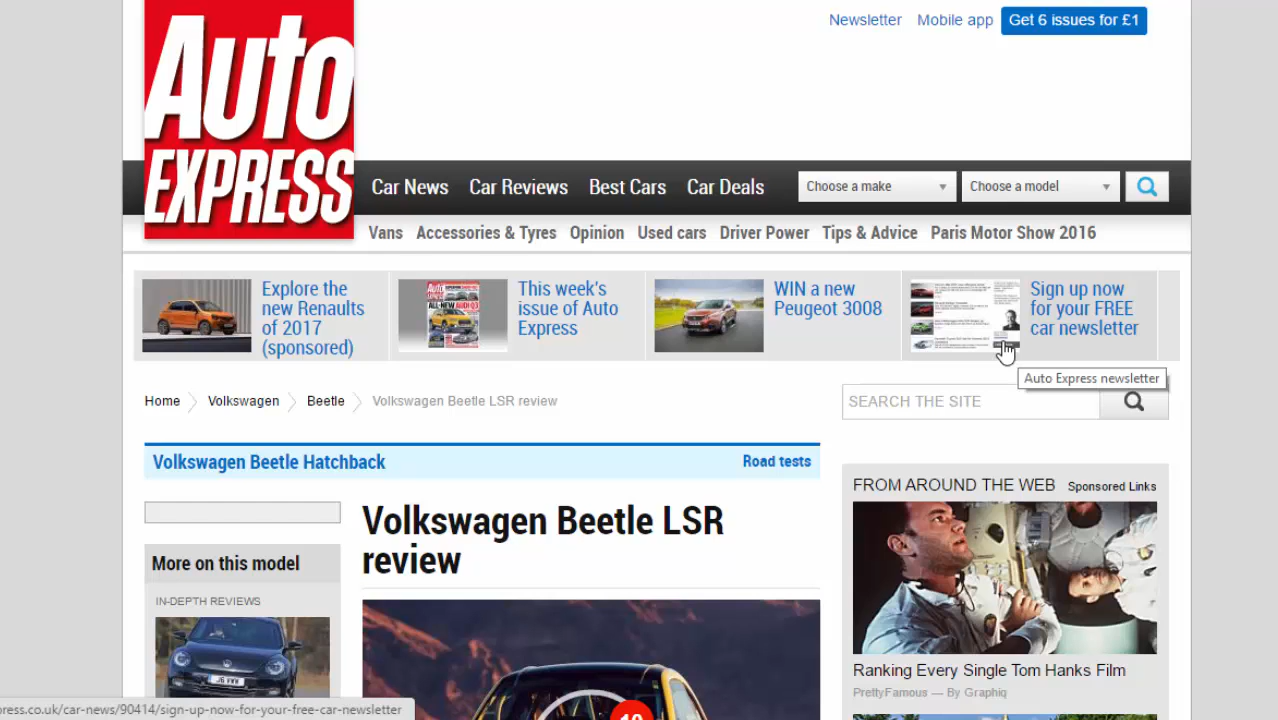 Newsletter Mobile app Get 6 issues for £1
Auto
EXPRESS
Car News Car Reviews Best Cars Car Deals Choose a make Choose a model
Vans Accessories & Tyres Opinion Used cars Driver Power Tips & Advice Paris Motor Show 2016
Explore the
new Renaults
of 2017
(sponsored)
This week's
issue of Auto
Express
WIN a new
Peugeot 3008
Sign up now
for your FREE
car newsletter
Auto Express newsletter
Home Volkswagen Beetle Volkswagen Beetle LSR review
SEARCH THE SITE
Volkswagen Beetle Hatchback Road tests
FROM AROUND THE WEB Sponsored Links
Volkswagen Beetle LSR
review
More on this model
IN-DEPTH REVIEWS
J6 VWW
Ranking Every Single Tom Hanks Film
PrettyFamous — By Graphiq
10
press.co.uk/car-news/90414/sign-up-now-for-your-free-car-newsletter